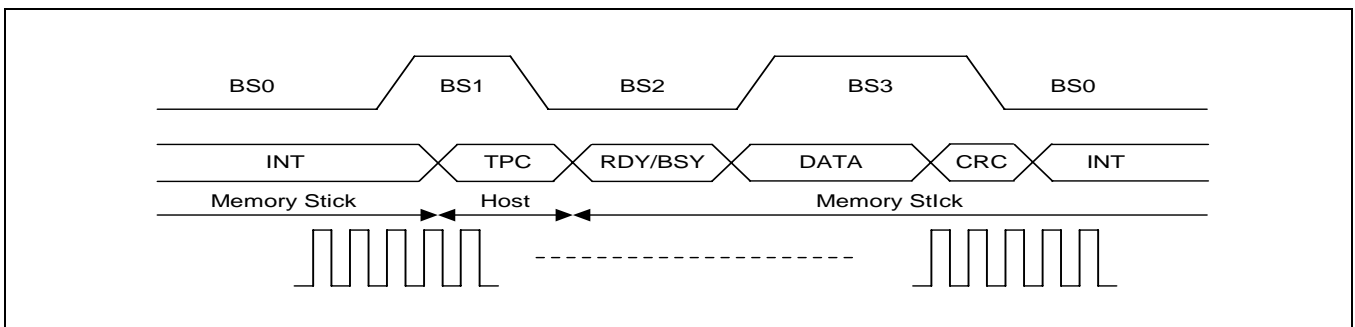 BS0 BS1 BS2 BS3 BS0
INT TPC RDY/BSY DATA CRC INT
Memory Stick Host Memory StIck